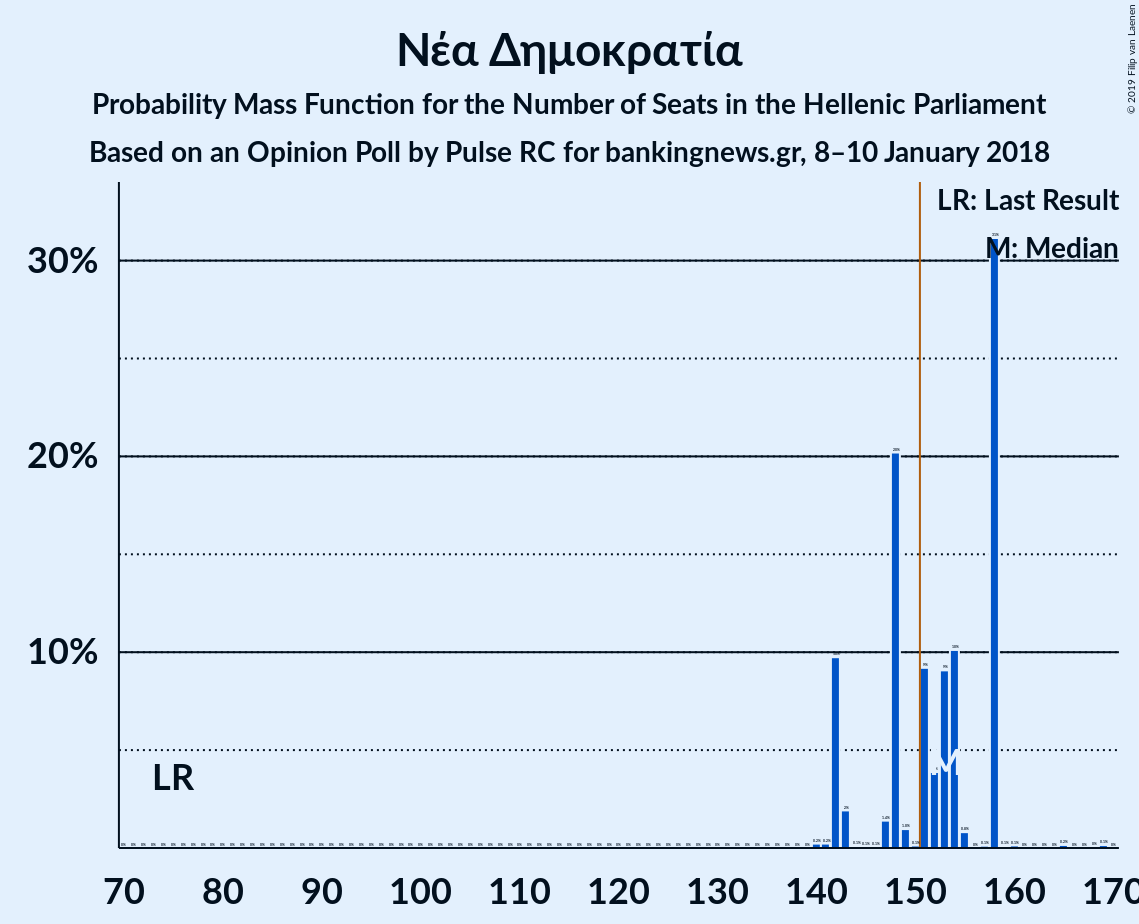 Νέα Δημοκρατία
Probability Mass Function for the Number of Seats in the Hellenic Parliament
Based on an Opinion Poll by Pulse RC for bankingnews.gr, 8–10 January 2018
© 2019 Filip van Laenen
LR: Last Result
M: Median
30%
20%
10%
LR
M
70 80 90 100 110 120 130 140 150 160 170